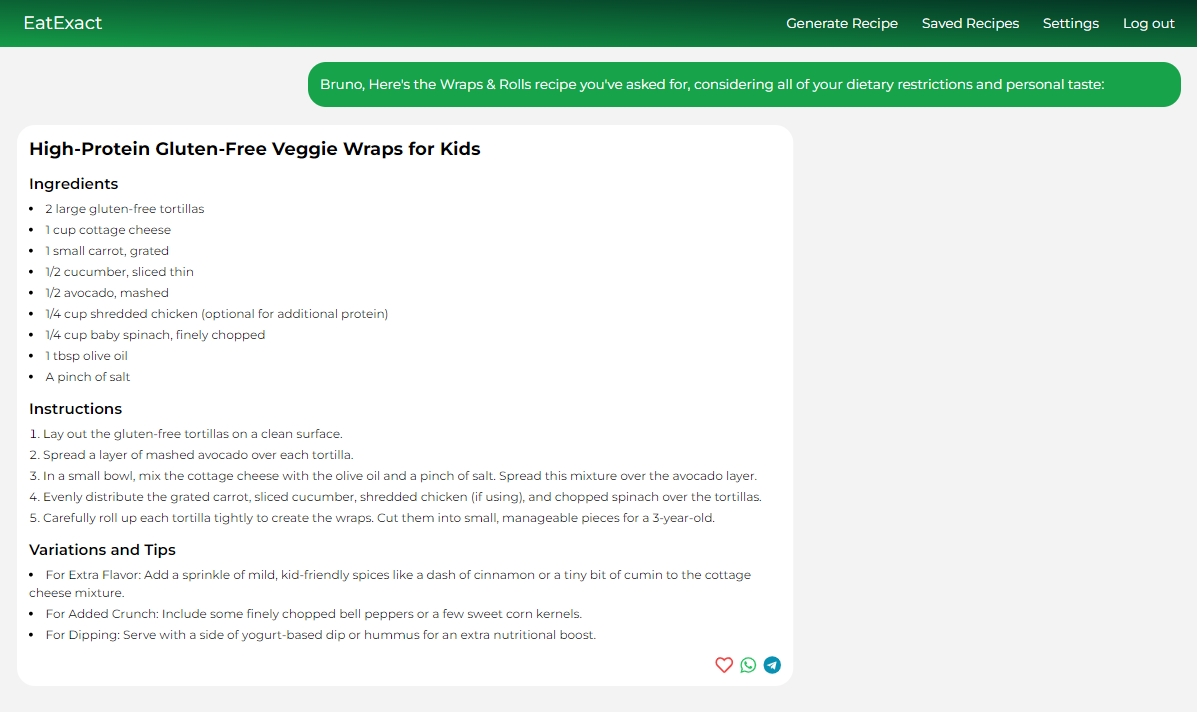 EatExact
Generate Recipe Saved Recipes Settings Log out
Bruno, Here's the Wraps & Rolls recipe you've asked for, considering all of your dietary restrictions and personal taste:
High-Protein Gluten-Free Veggie Wraps for Kids
Ingredients
• 2 large gluten-free tortillas
• 1 cup cottage cheese
• 1 small carrot, grated
• 1/2 cucumber, sliced thin
• 1/2 avocado, mashed
• 1/4 cup shredded chicken (optional for additional protein)
• 1/4 cup baby spinach, finely chopped
• 1 tbsp olive oil
• A pinch of salt
Instructions
1. Lay out the gluten-free tortillas on a clean surface.
2. Spread a layer of mashed avocado over each tortilla.
3. In a small bowl, mix the cottage cheese with the olive oil and a pinch of salt. Spread this mixture over the avocado layer.
4. Evenly distribute the grated carrot, sliced cucumber, shredded chicken (if using), and chopped spinach over the tortillas.
5. Carefully roll up each tortilla tightly to create the wraps. Cut them into small, manageable pieces for a 3-year-old.
Variations and Tips
• For Extra Flavor: Add a sprinkle of mild, kid-friendly spices like a dash of cinnamon or a tiny bit of cumin to the cottage
cheese mixture.
• For Added Crunch: Include some finely chopped bell peppers or a few sweet corn kernels.
• For Dipping: Serve with a side of yogurt-based dip or hummus for an extra nutritional boost.